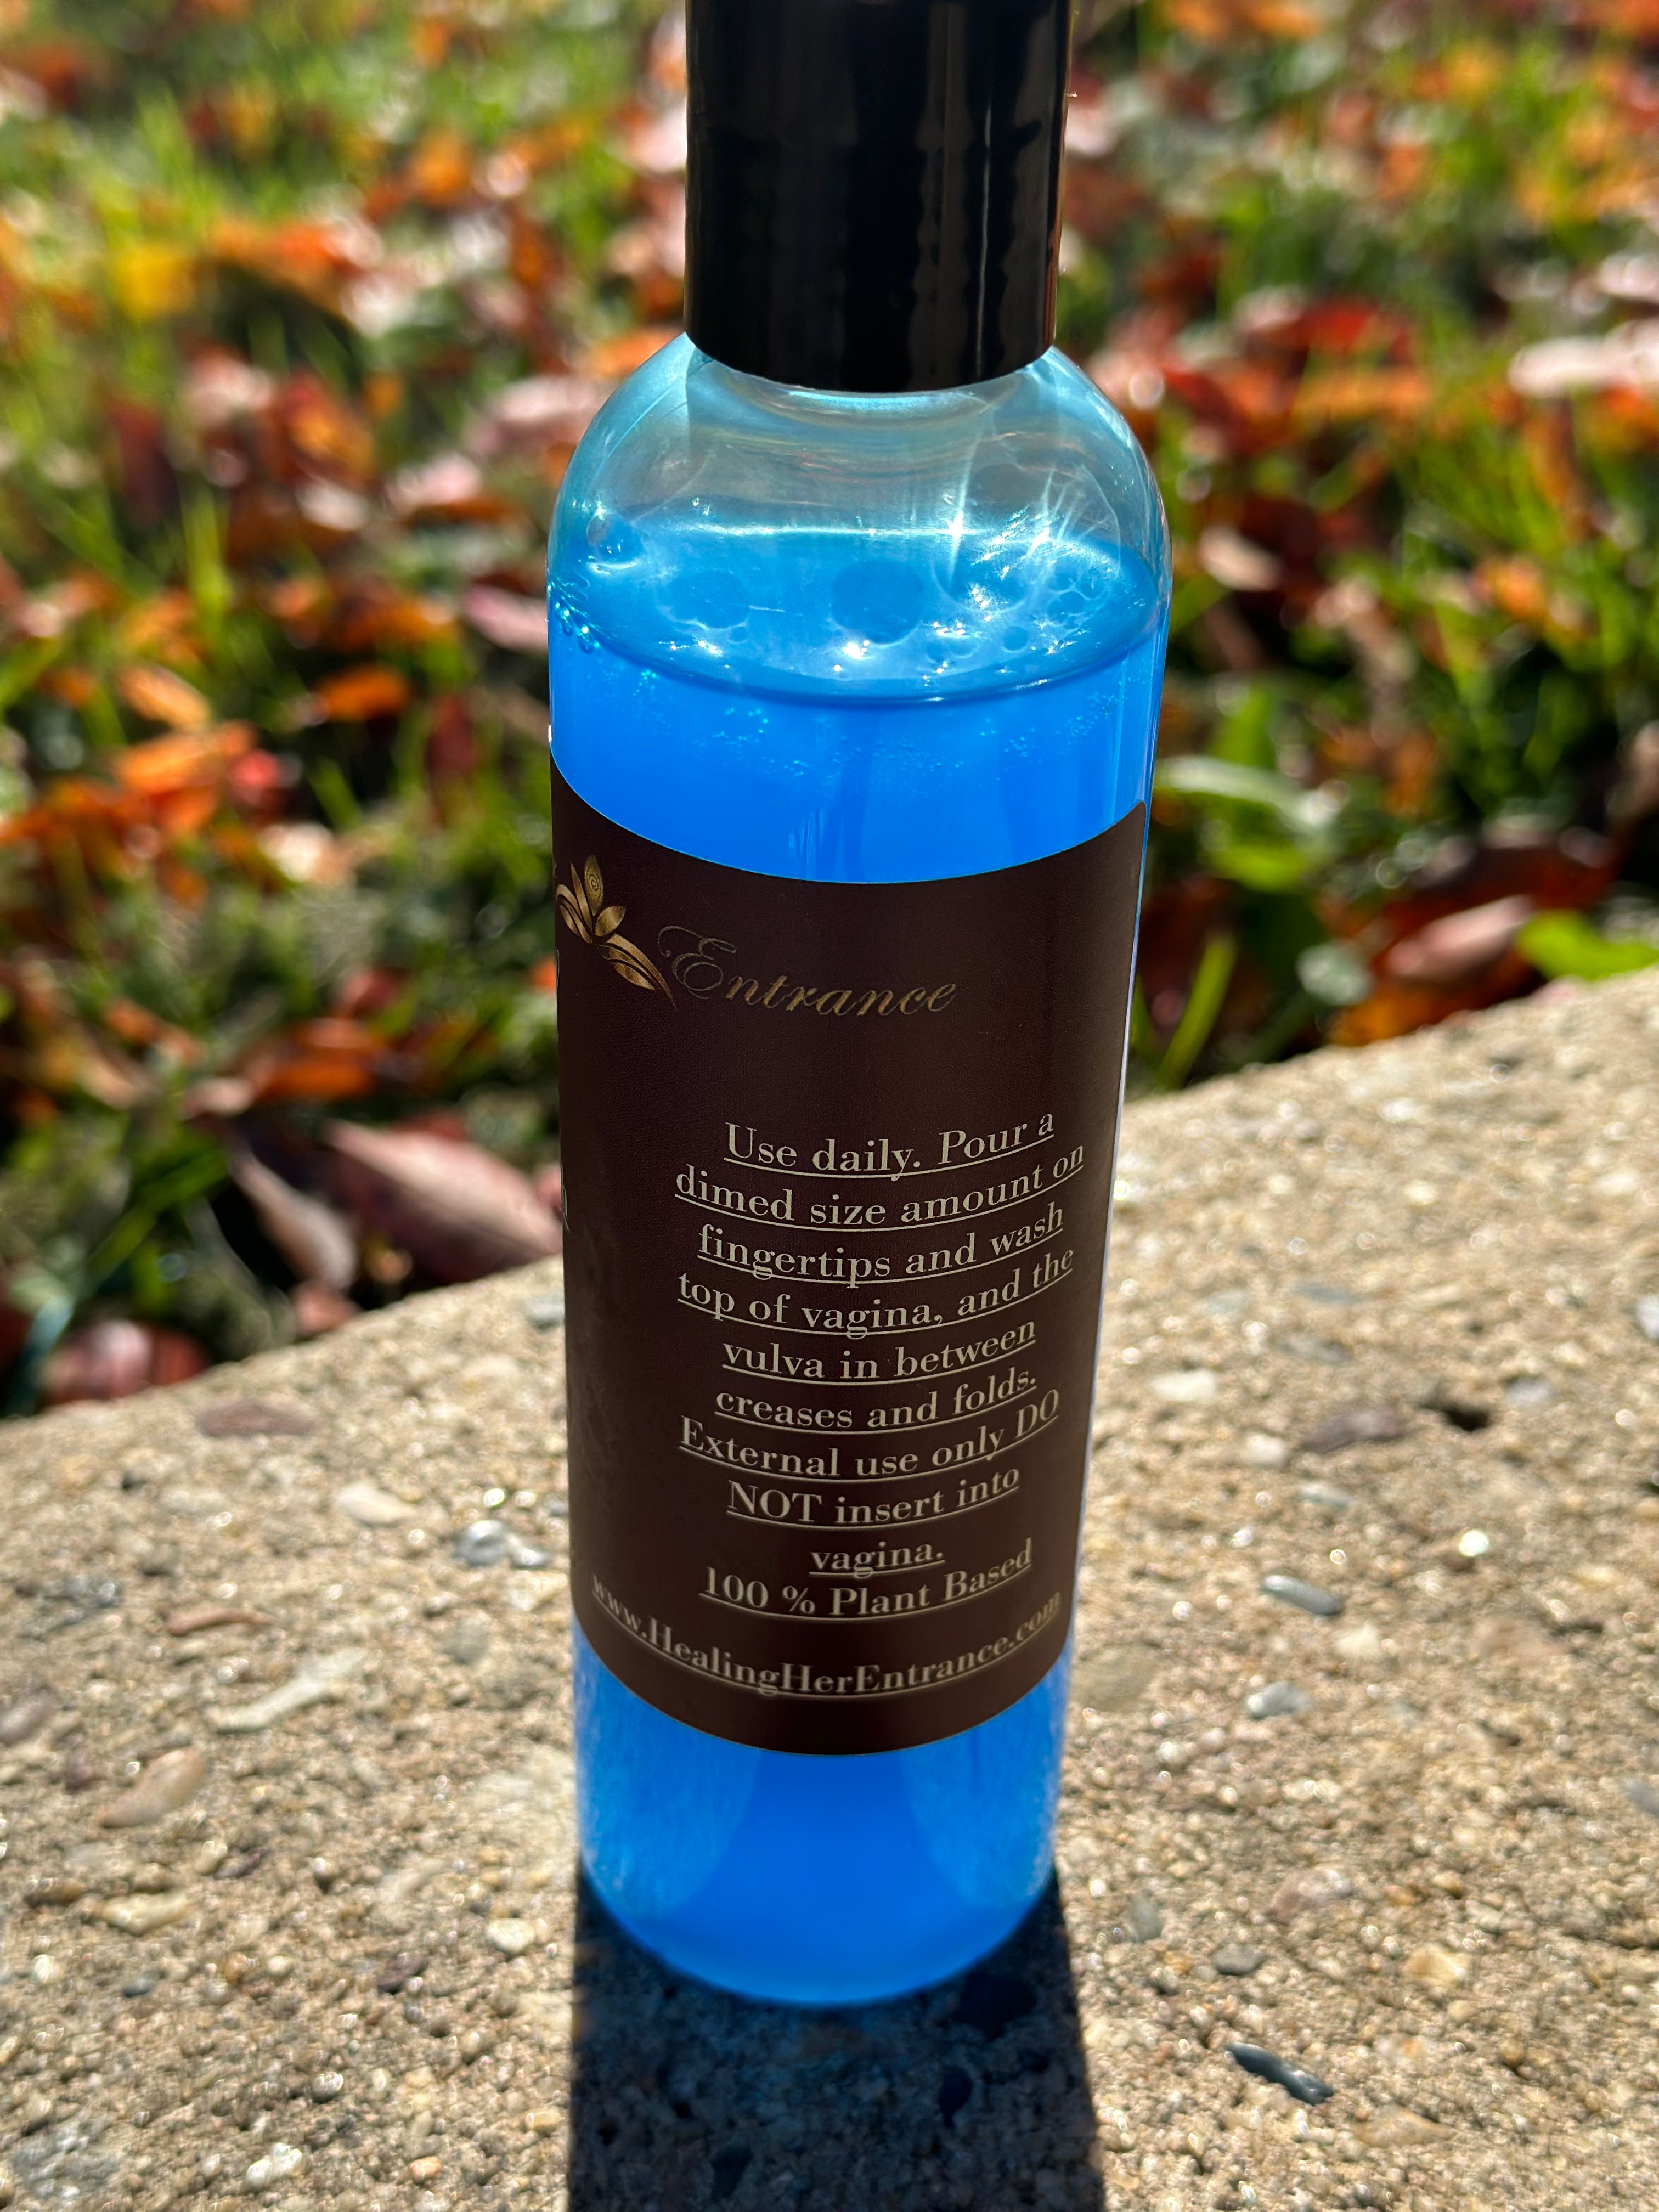 Entrance
Use daily. Pour a
dimed size amount on
fingertips and wash
top of vagina, and the
vulva in between
creases and folds.
External use only DO
NOT insert into
vagina.
100 % Plant Based
www.HealingHerEntrance.com